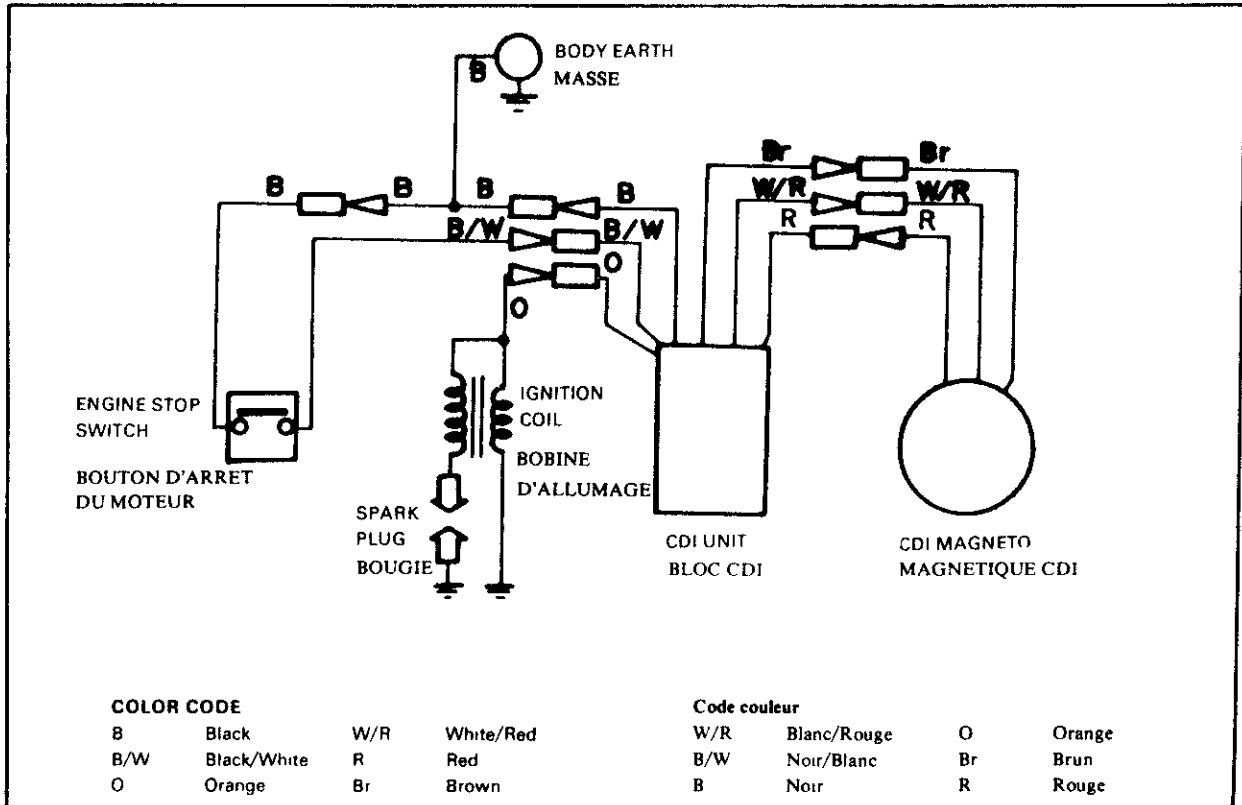 BODY EARTH
MASSE
B
B
B
B
B
B/W
B/W
O
O
Br
Br
W/R
W/R
R
R
ENGINE STOP
SWITCH
BOUTON D'ARRET
DU MOTEUR
IGNITION
COIL
BOBINE
D'ALLUMAGE
SPARK
PLUG
BOUGIE
CDI UNIT
BLOC CDI
CDI MAGNETO
MAGNETIQUE CDI
COLOR CODE
B Black W/R White/Red
B/W Black/White R Red
O Orange Br Brown
Code couleur
W/R Blanc/Rouge O Orange
B/W Noir/Blanc Br Brun
B Noir R Rouge